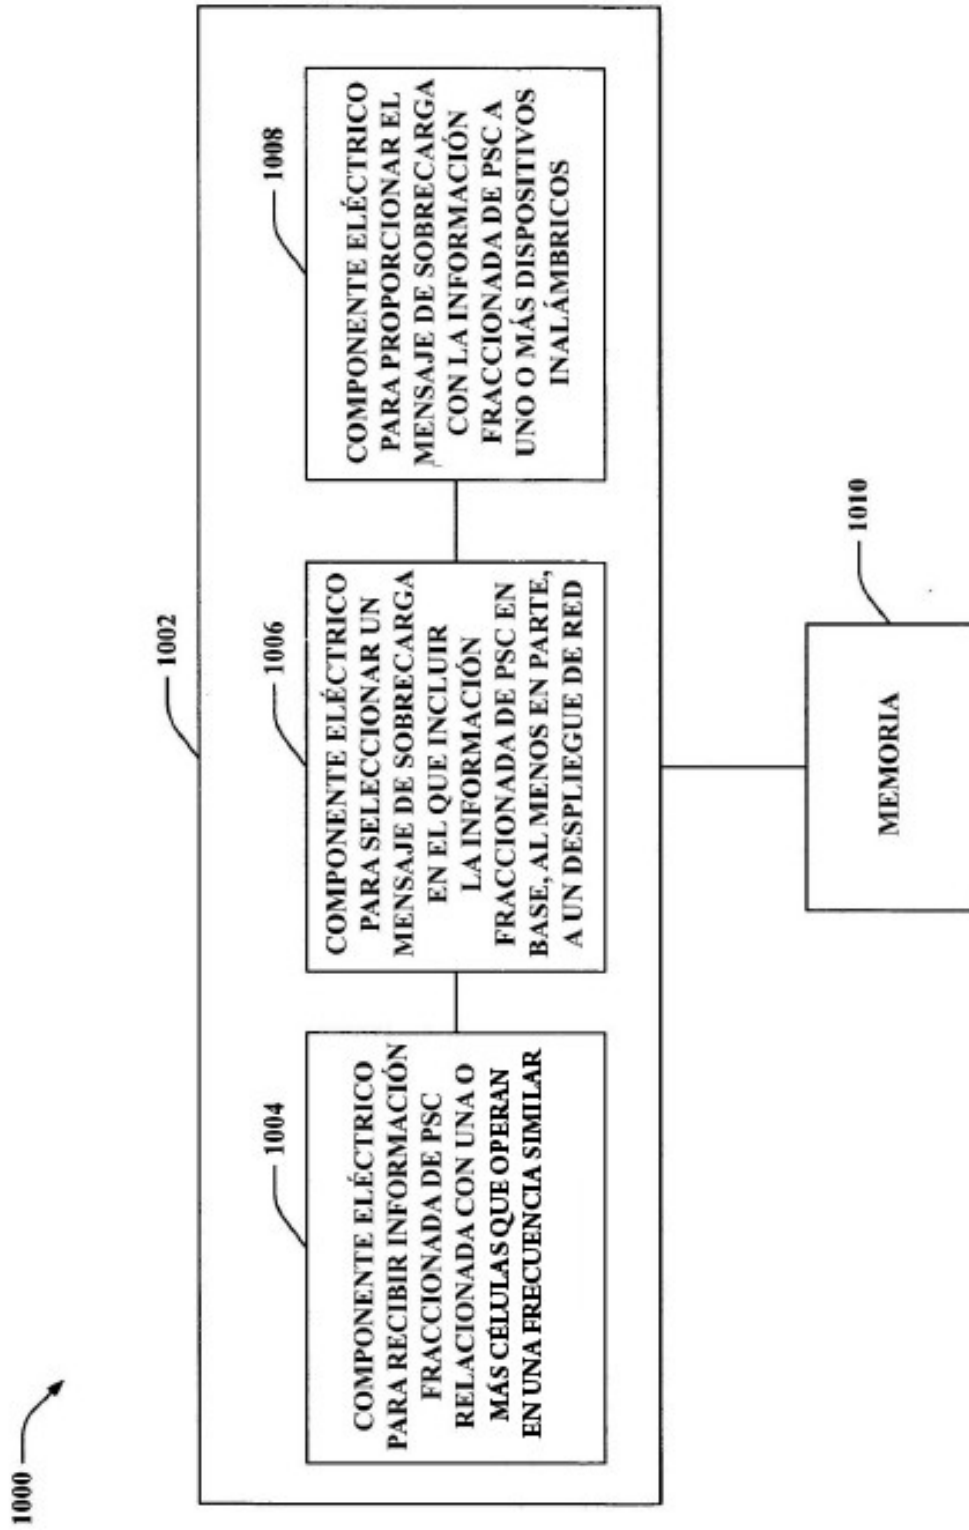 1000
1002
1004
COMPONENTE ELÉCTRICO
PARA RECIBIR INFORMACIÓN
FRACCIONADA DE PSC
RELACIONADA CON UNA O
MÁS CÉLULAS QUE OPERAN
EN UNA FRECUENCIA SIMILAR
1006
COMPONENTE ELÉCTRICO
PARA SELECCIONAR UN
MENSAJE DE SOBRECARGA
EN EL QUE INCLUIR
LA INFORMACIÓN
FRACCIONADA DE PSC EN
BASE, AL MENOS EN PARTE,
A UN DESPLIEGUE DE RED
1008
COMPONENTE ELÉCTRICO
PARA PROPORCIONAR EL
MENSAJE DE SOBRECARGA
CON LA INFORMACIÓN
FRACCIONADA DE PSC A
UNO O MÁS DISPOSITIVOS
INALÁMBRICOS
1010
MEMORIA